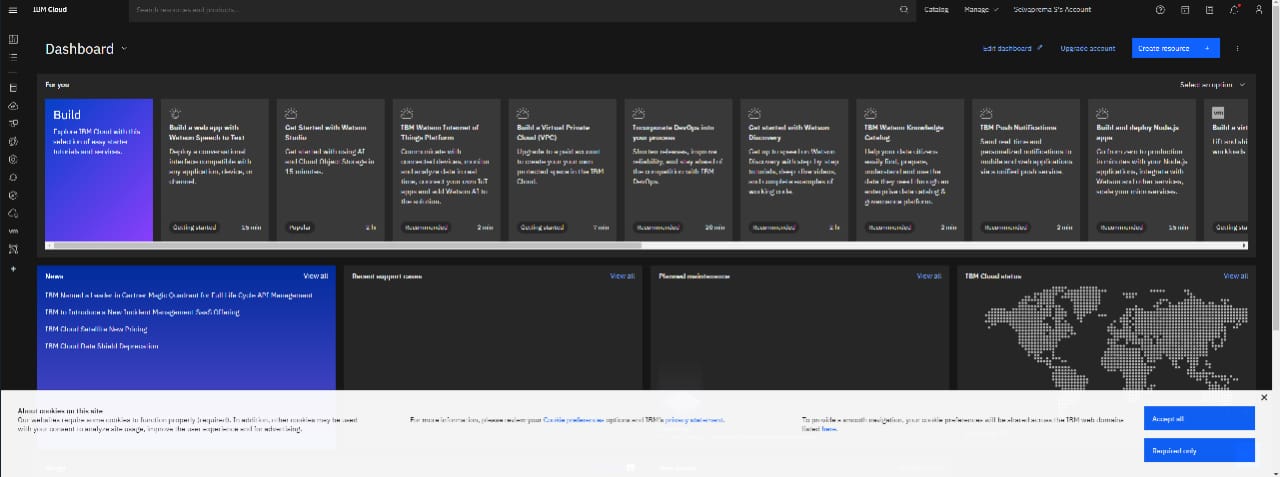 IBM Cloud
Search resources and products...
Catalog
Manage
Selvaprema S's Account
Dashboard
Edit dashboard
Upgrade account
Create resource +
For you
Select an option
Build
Explore IBM Cloud with this
selection of easy starter
tutorials and services.
Build a web app with
Watson Speech to Text
Deploy a conversational
interface compatible with
any application, device, or
channel.
Getting started
15 min
Get Started with Watson
Studio
Get started with using AI
and Cloud Object Storage in
15 minutes.
Popular
2 h
IBM Watson Internet of
Things Platform
Communicate with
connected devices, monitor
and analyze data in real
time, connect your own IoT
apps and add Watson AI to
the solution.
Recommended
2 min
Build a Virtual Private
Cloud (VPC)
Upgrade to a paid account
to create your your own
protected space in the IBM
Cloud.
Getting started
7 min
Incorporate DevOps into
your process
Shorten releases, improve
reliability, and stay ahead of
the competition with IBM
DevOps.
Recommended
20 min
Get started with Watson
Discovery
Get up to speed on Watson
Discovery with step by step
tutorials, deep-dive videos,
and complete examples of
working code.
Recommended
2 h
IBM Watson Knowledge
Catalog
Help your data citizens
easily find, prepare,
understand and use the
data they need through an
enterprise data catalog &
governance platform.
Recommended
2 min
IBM Push Notifications
Send real-time and
personalized notifications to
mobile and web applications
via a unified push service.
Recommended
2 min
Build and deploy Node.js
apps
Go from zero to production
in minutes with your Node.js
applications, integrate with
Watson and other services,
scale your microservices.
Recommended
15 min
vm
Build a virt
Lift and shi
workloads
Getting sta
vm
News
View all
IBM Named a Leader in Gartner Magic Quadrant for Full Life Cycle API Management
IBM to Introduce a New Incident Management SaaS Offering
IBM Cloud Satellite New Pricing
IBM Cloud Data Shield Deprecation
Recent support cases
View all
Planned maintenance
View all
IBM Cloud status
View all
About cookies on this site
Our websites require some cookies to function properly (required). In addition, other cookies may be used
with your consent to analyze site usage, improve the user experience and for advertising.
For more information, please review your Cookie preferences options and IBM's privacy statement.
To provide a smooth navigation, your cookie preferences will be shared across the IBM web domains
listed here.
Accept all
Required only